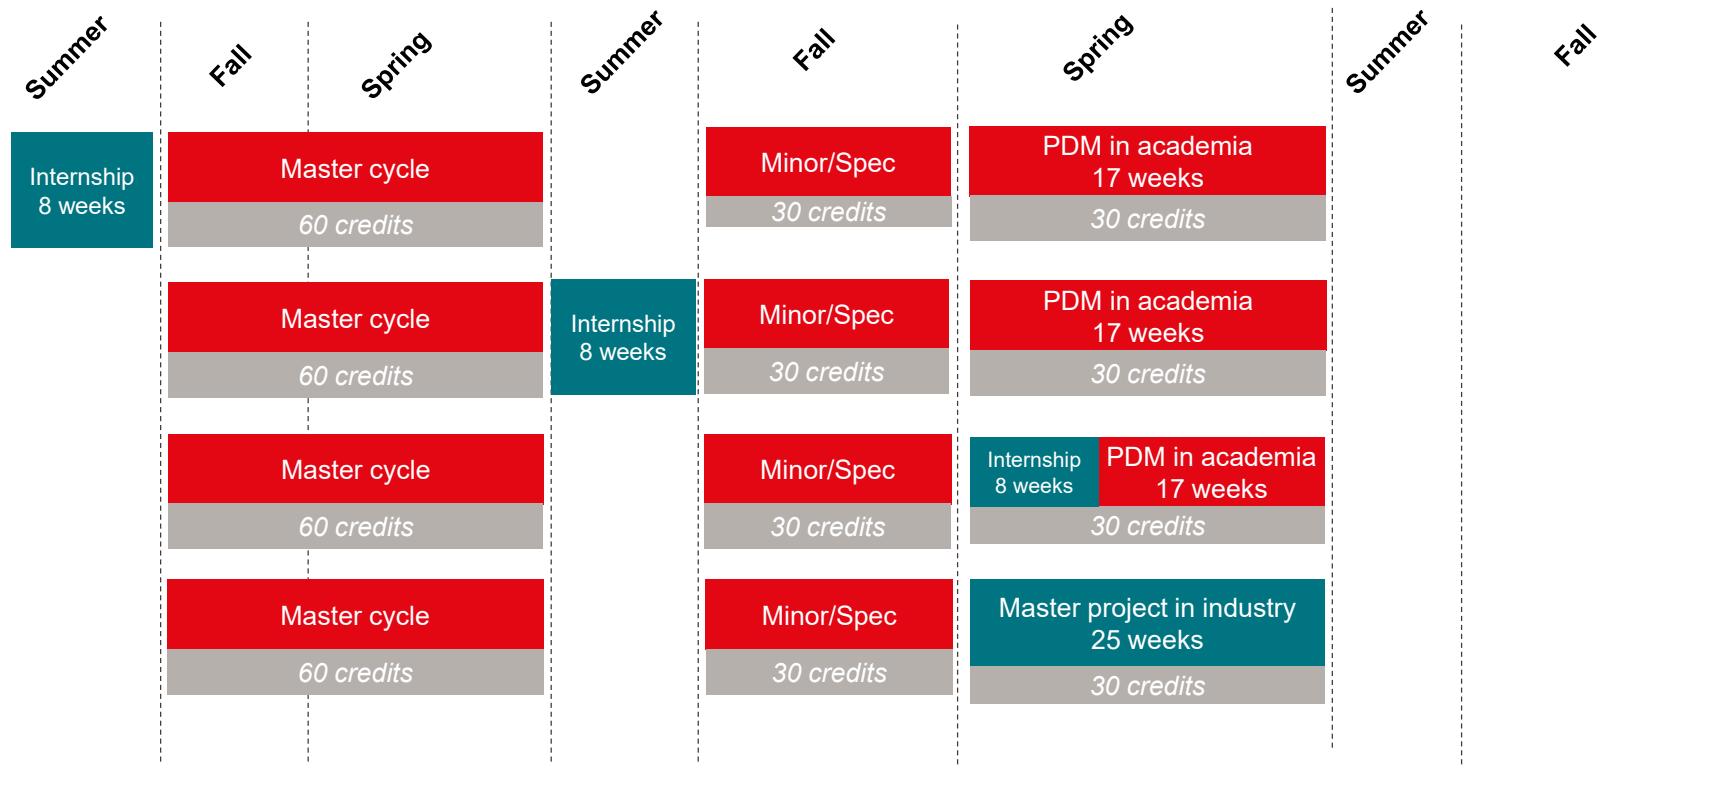 Summer
Fall
Spring
Summer
Fall
Spring
Summer
Fall
Internship
8 weeks
Master cycle
60 credits
Minor/Spec
30 credits
PDM in academia
17 weeks
30 credits
Master cycle
60 credits
Internship
8 weeks
Minor/Spec
30 credits
PDM in academia
17 weeks
30 credits
Master cycle
60 credits
Minor/Spec
30 credits
Internship
8 weeks
PDM in academia
17 weeks
30 credits
Master cycle
60 credits
Minor/Spec
30 credits
Master project in industry
25 weeks
30 credits